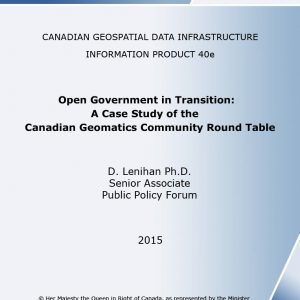 CANADIAN GEOSPATIAL DATA INFRASTRUCTURE
INFORMATION PRODUCT 40e
Open Government in Transition:
A Case Study of the
Canadian Geomatics Community Round Table
D. Lenihan Ph.D.
Senior Associate
Public Policy Forum
2015
© Her Majesty the Queen in Right of Canada, as represented by the Minister